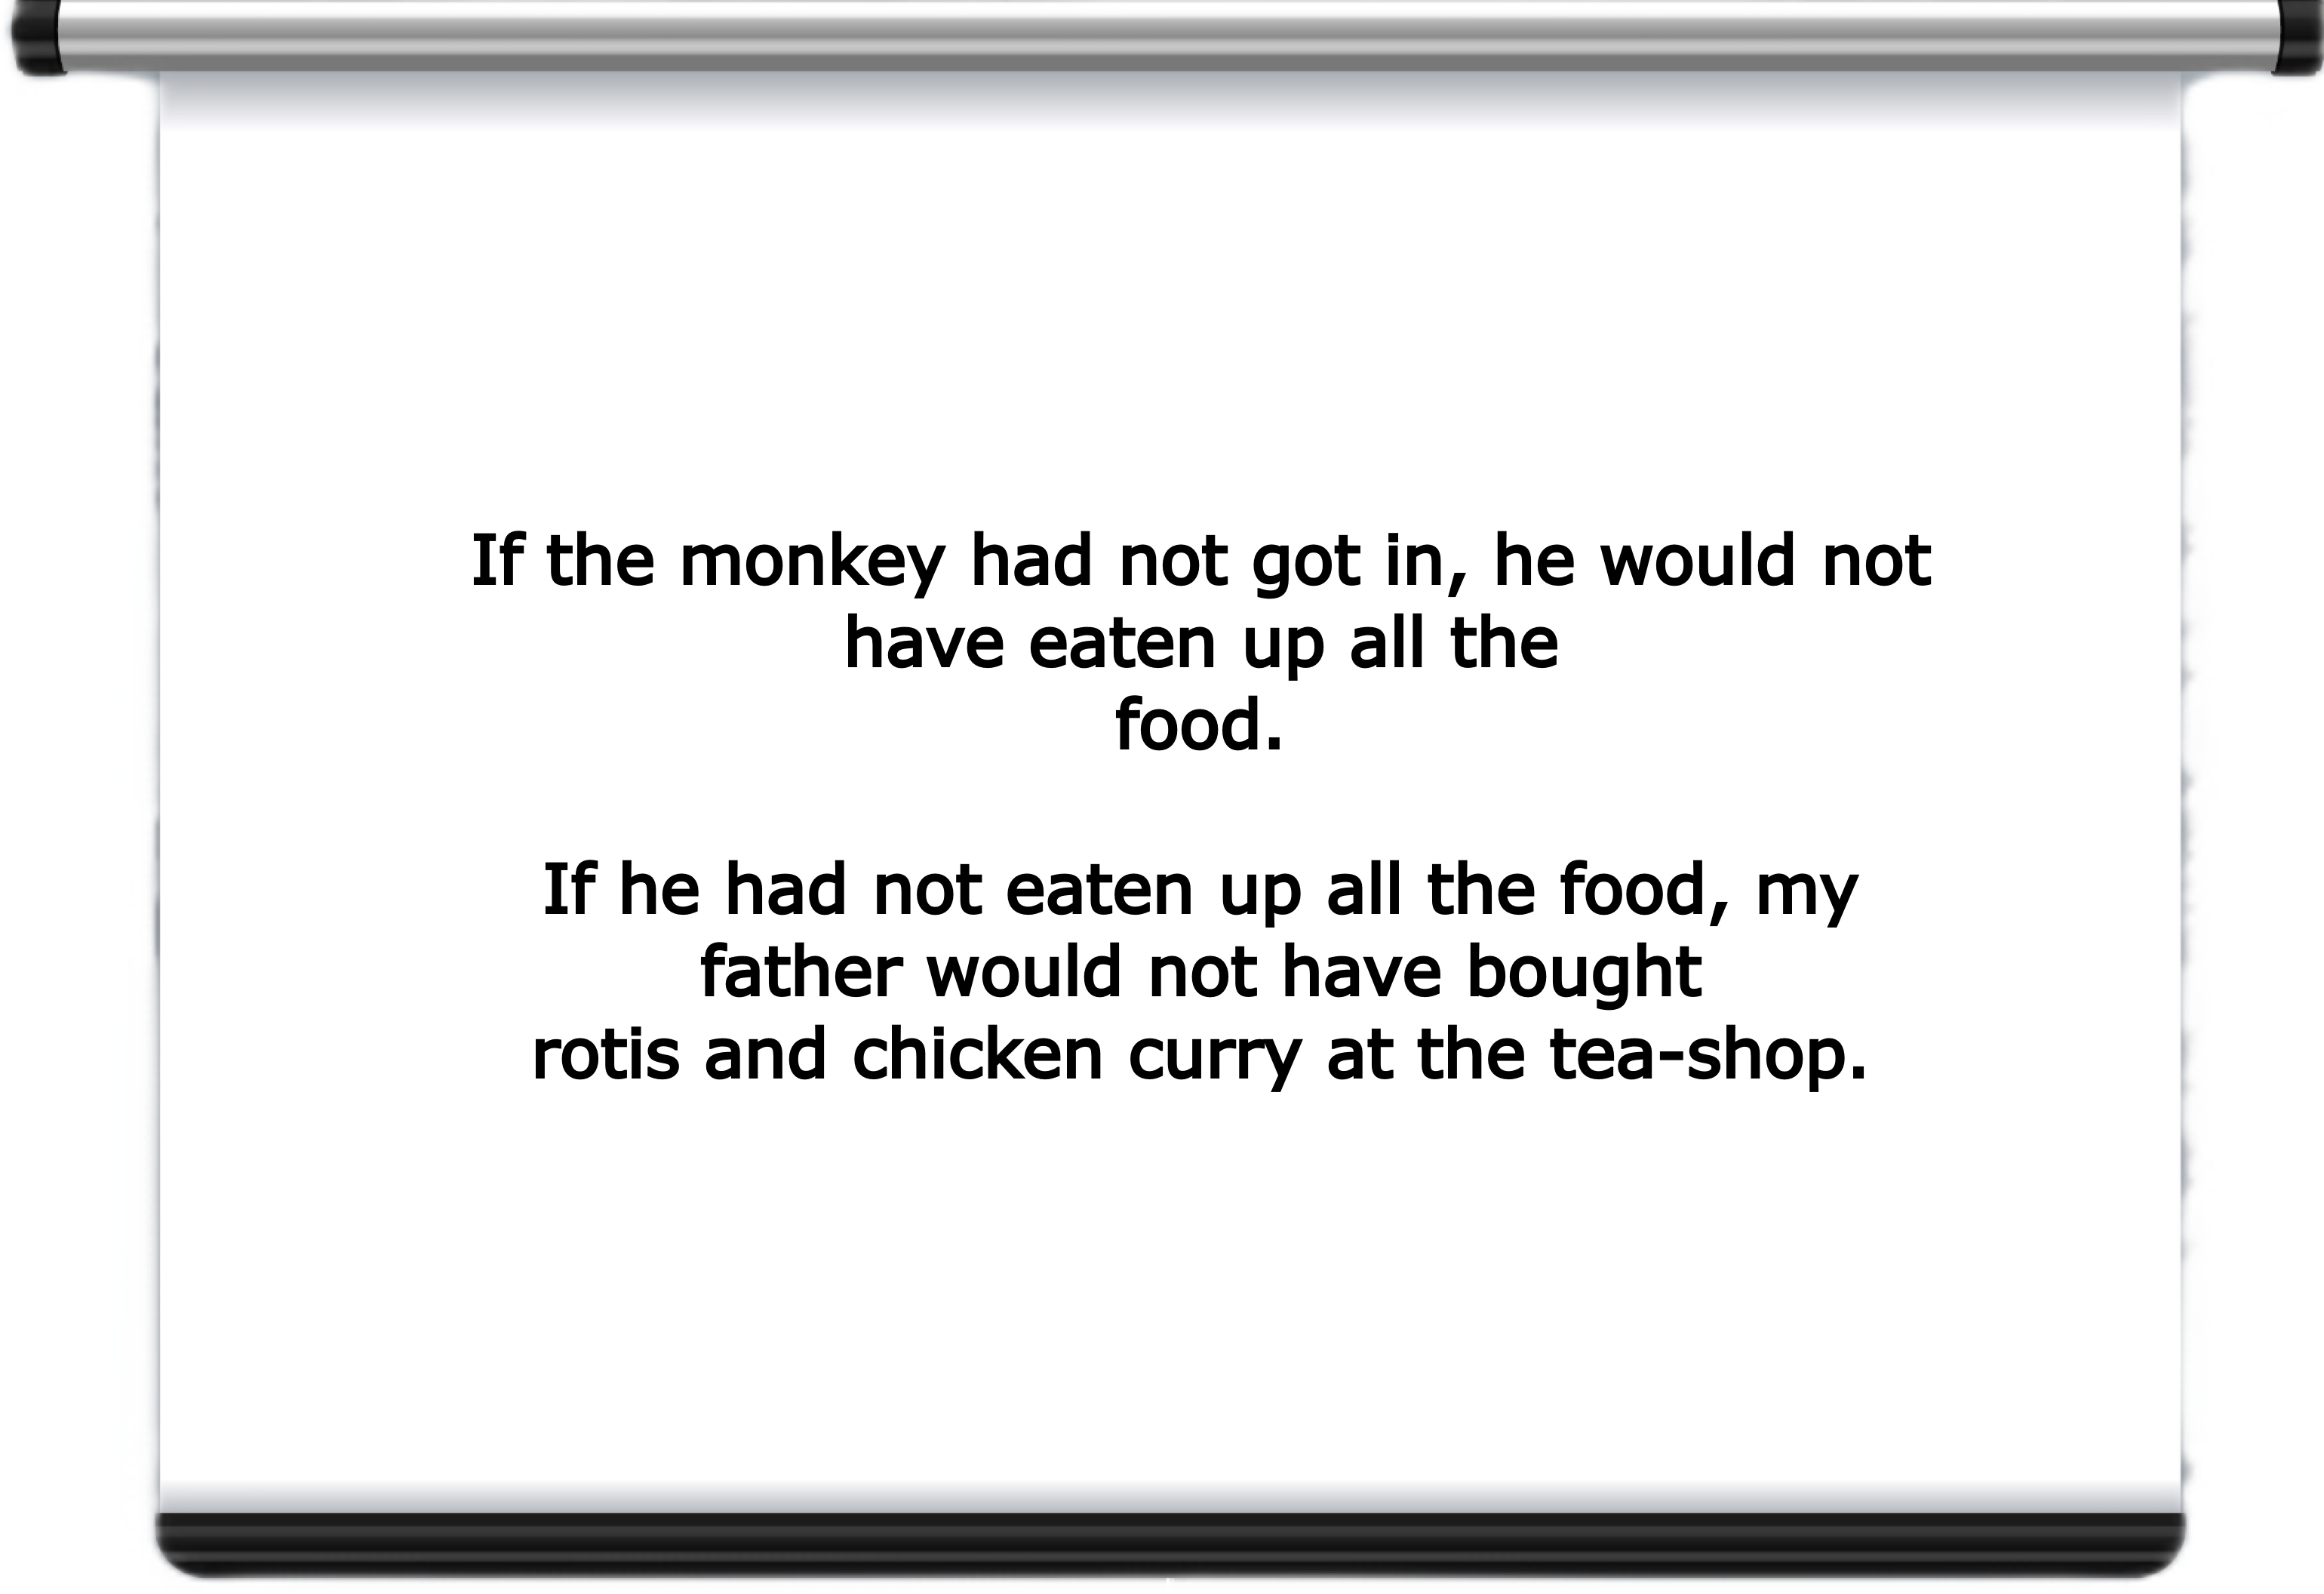 If the monkey had not got in, he would not
have eaten up all the
food.
If he had not eaten up all the food, my
father would not have bought
rotis and chicken curry at the tea-shop.